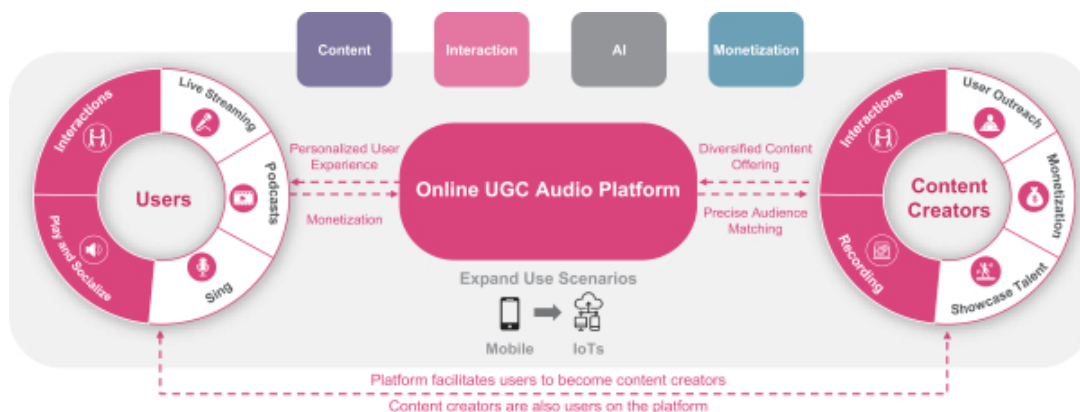 Content
Interaction
AI
Monetization
Interactions
Live Streaming
Podcasts
Sing
Play and Socialize
Users
Personalized User
Experience
Monetization
Online UGC Audio Platform
Diversified Content
Offering
Precise Audience
Matching
Interactions
User Outreach
Monetization
Showcase Talent
Recording
Content
Creators
Expand Use Scenarios
Mobile
IoTs
Platform facilitates users to become content creators
Content creators are also users on the platform